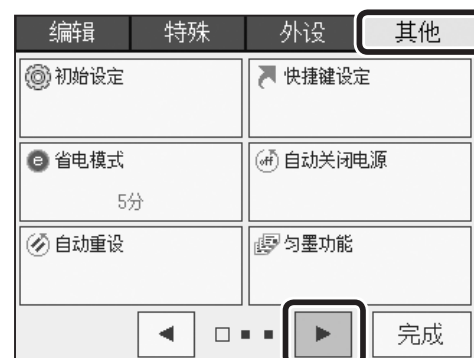 编辑 特殊 外设 其他
初始设定 快捷键设定
省电模式 自动关闭电源
5分
自动重设 匀墨功能
完成